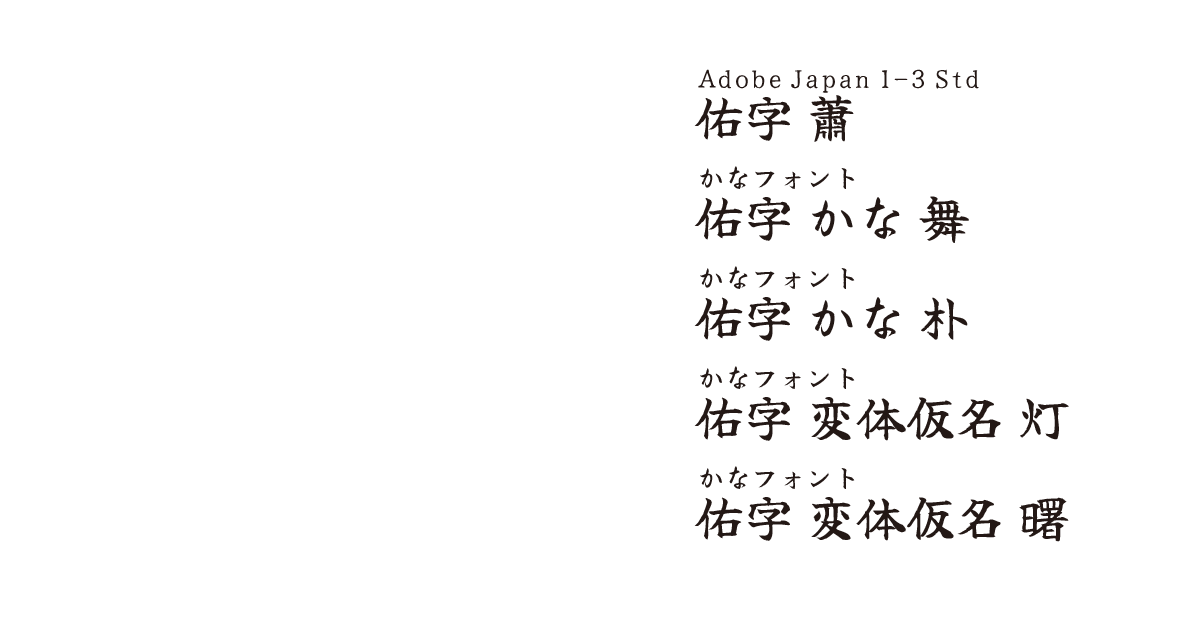 Adobe Japan 1-3 Std
佑字 蕭
かなフォント
佑字 かな 舞
かなフォント
佑字 かな 朴
かなフォント
佑字 変体仮名 灯
かなフォント
佑字 変体仮名 曙